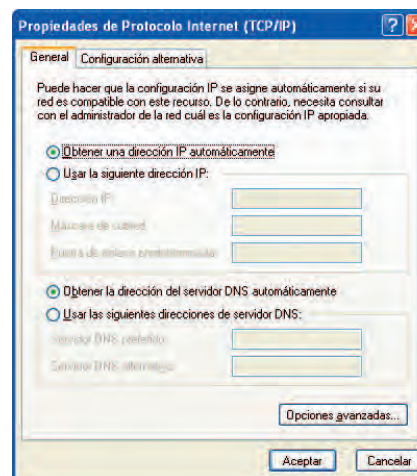 Propiedades de Protocolo Internet (TCP/IP)
General Configuración alternativa
Puede hacer que la configuración IP se asigne automáticamente si su
red es compatible con este recurso. De lo contrario, necesita consultar
con el administrador de la red cuál es la configuración IP apropiada.
Obtener una dirección IP automáticamente
Usar la siguiente dirección IP:
Dirección IP:
Máscara de subred:
Puerta de enlace predeterminada:
Obtener la dirección del servidor DNS automáticamente
Usar las siguientes direcciones de servidor DNS:
Servidor DNS preferido:
Servidor DNS alternativo:
Opciones avanzadas...
Aceptar Cancelar